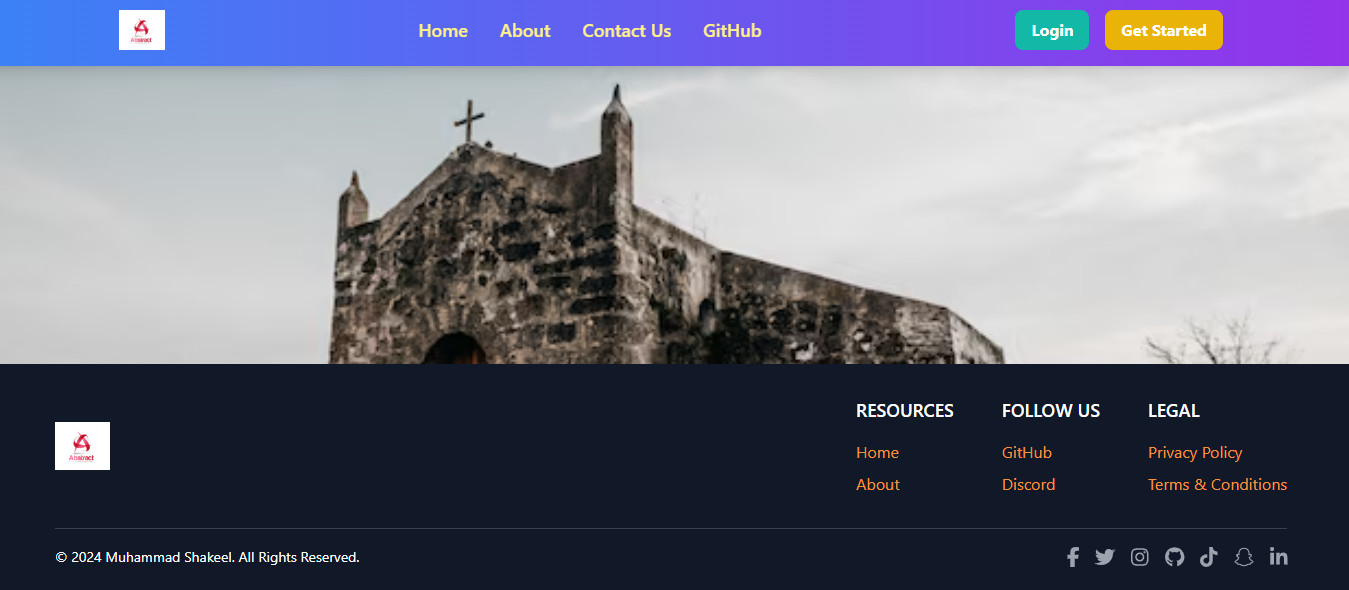 Abstract
Home About Contact Us GitHub
Login Get Started
Abstract
RESOURCES FOLLOW US LEGAL
Home GitHub Privacy Policy
About Discord Terms & Conditions
© 2024 Muhammad Shakeel. All Rights Reserved.